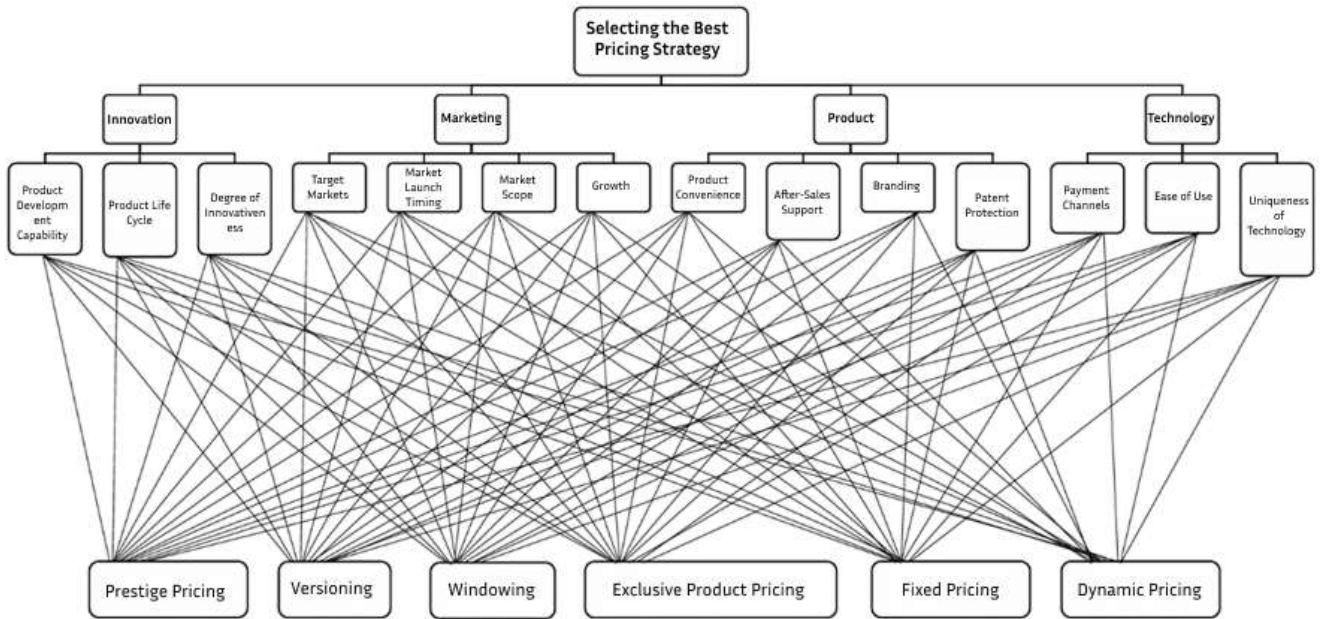 Selecting the Best
Pricing Strategy
Innovation
Marketing
Product
Technology
Product
Developm
ent
Capability
Product Life
Cycle
Degree of
Innovativen
ess
Target
Markets
Market
Launch
Timing
Market
Scope
Growth
Product
Convenience
After-Sales
Support
Branding
Patent
Protection
Payment
Channels
Ease of Use
Uniqueness
of
Technology
Prestige Pricing
Versioning
Windowing
Exclusive Product Pricing
Fixed Pricing
Dynamic Pricing